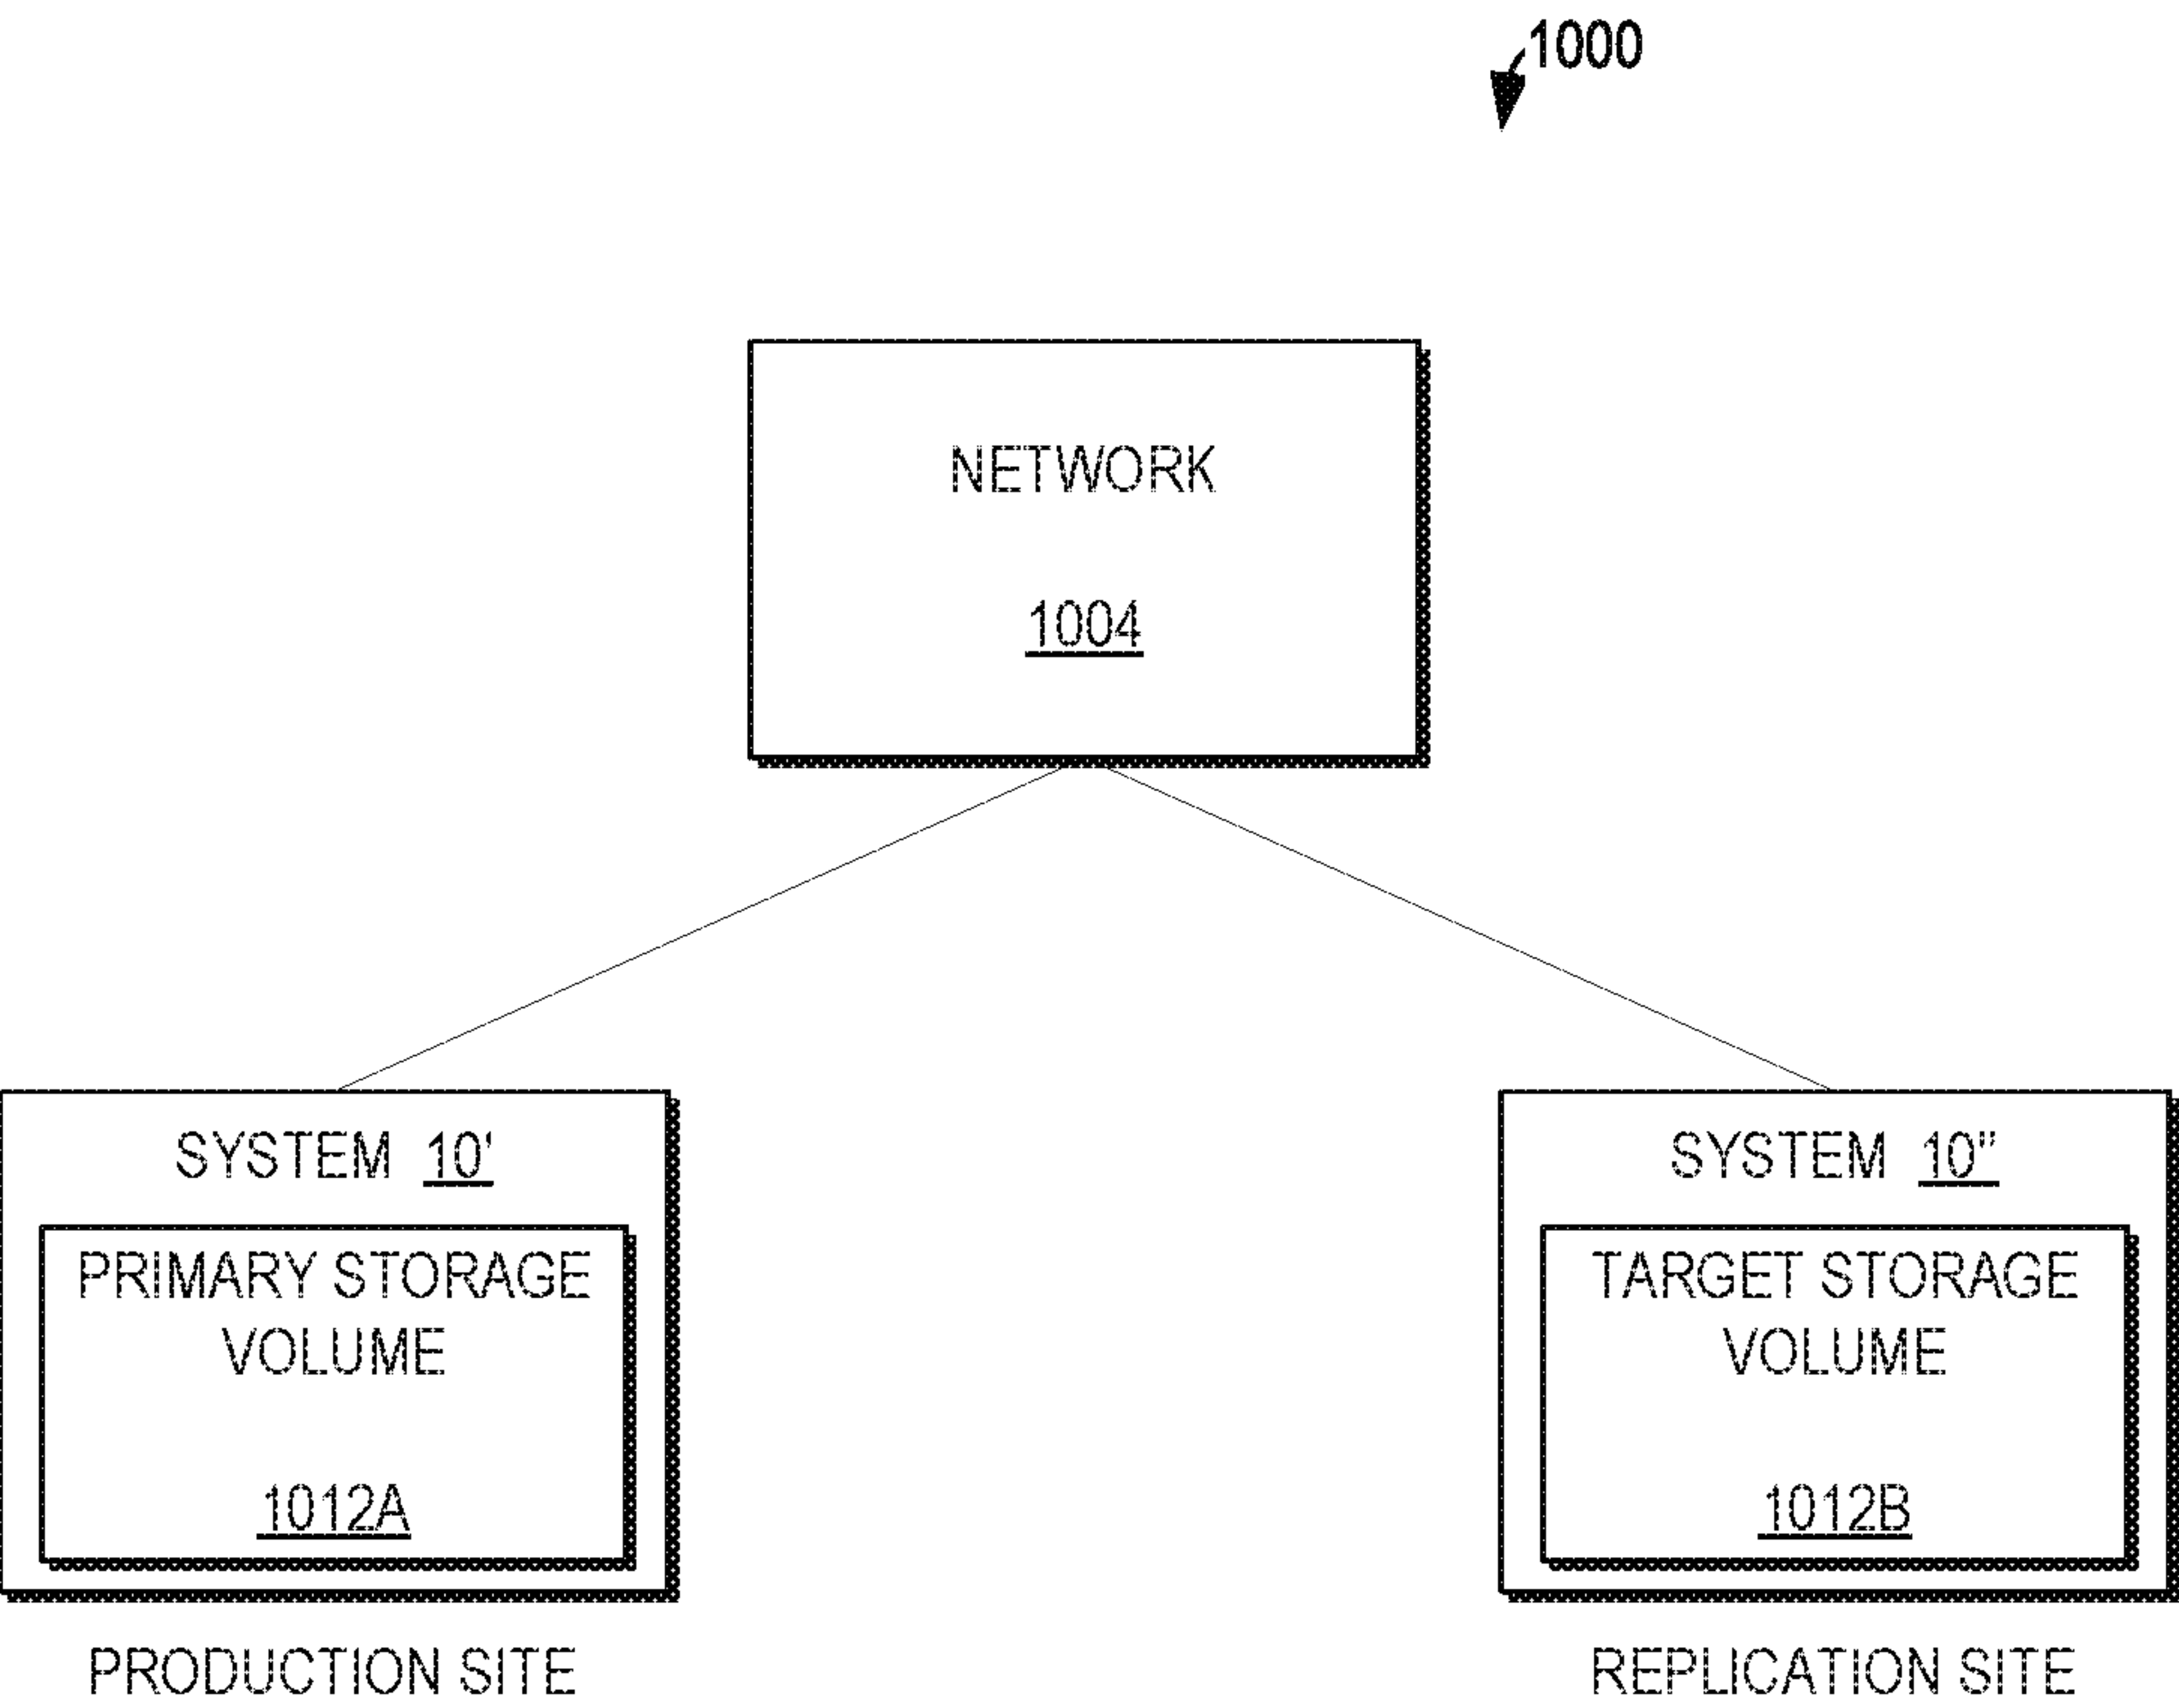 1000
NETWORK
1004
SYSTEM 10'
PRIMARY STORAGE
VOLUME
1012A
PRODUCTION SITE
SYSTEM 10"
TARGET STORAGE
VOLUME
1012B
REPLICATION SITE